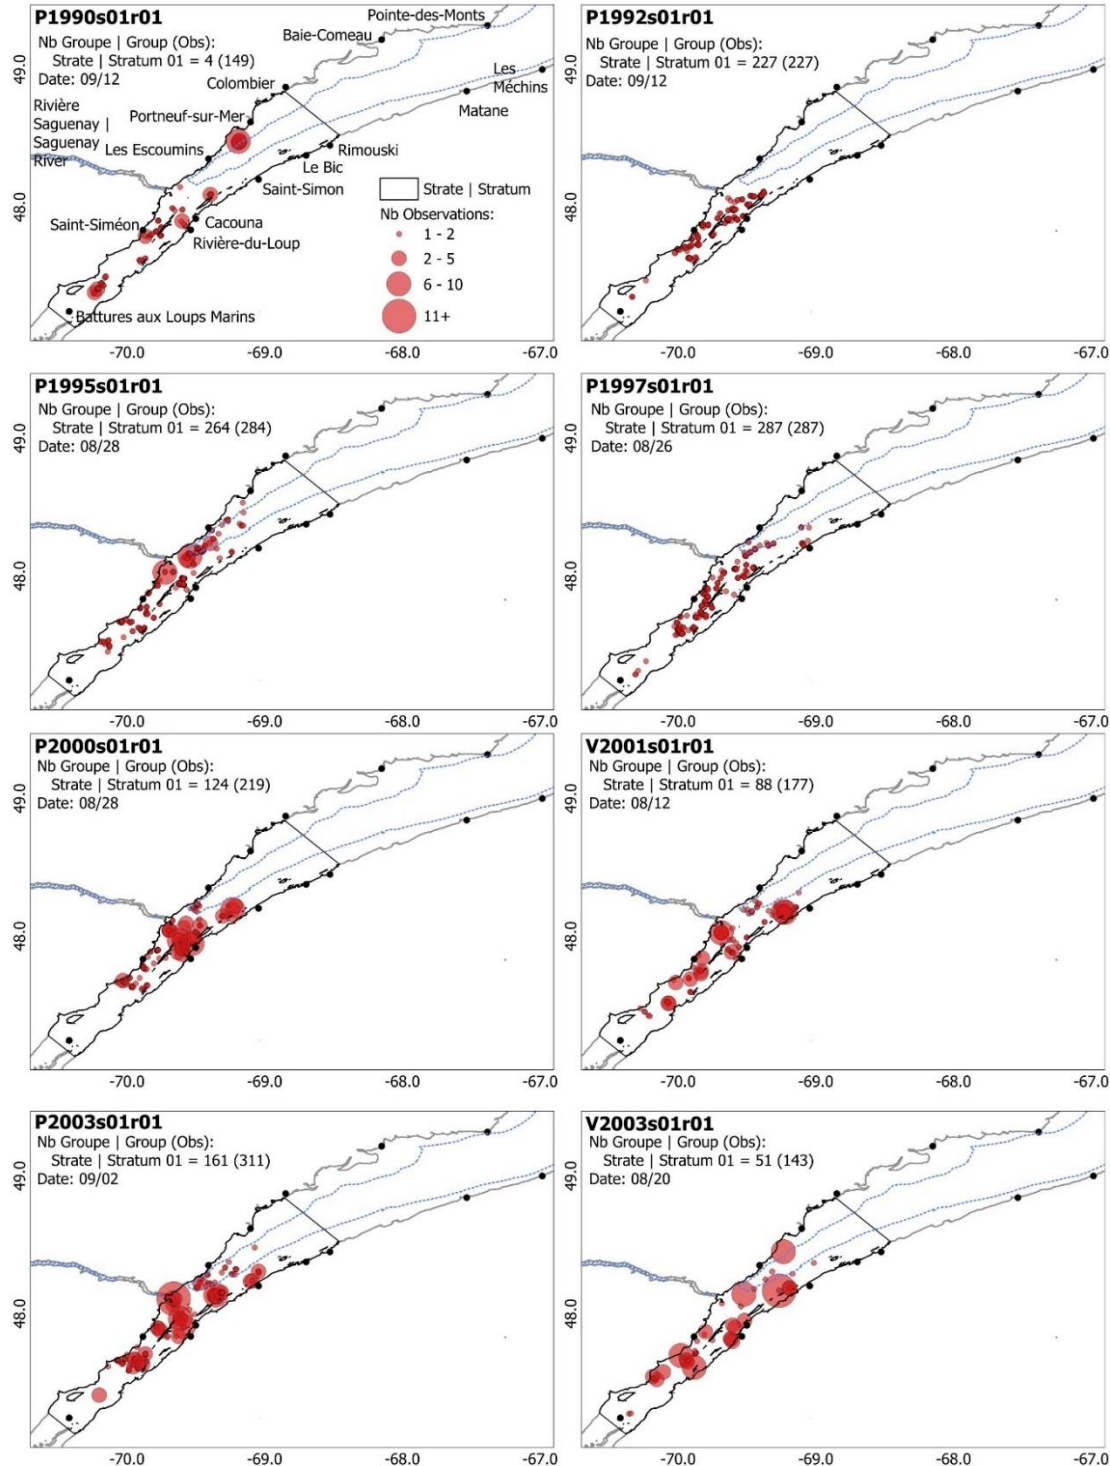 P1990s01r01
Nb Groupe | Group (Obs):
Strate | Stratum 01 = 4 (149)
Date: 09/12
Pointe-des-Monts
Baie-Comeau
Colombier
Les
Méchins
Matane
Rivière
Saguenay |
Saguenay
River
Portneuf-sur-Mer
Les Escoumins
Rimouski
Le Bic
Saint-Simon
Saint-Siméon
Cacouna
Rivière-du-Loup
Battures aux Loups Marins
Strate | Stratum
Nb Observations:
1 - 2
2 - 5
6 - 10
11+
49.0
48.0
-70.0 -69.0 -68.0 -67.0
P1992s01r01
Nb Groupe | Group (Obs):
Strate | Stratum 01 = 227 (227)
Date: 09/12
49.0
48.0
-70.0 -69.0 -68.0 -67.0
P1995s01r01
Nb Groupe | Group (Obs):
Strate | Stratum 01 = 264 (284)
Date: 08/28
49.0
48.0
-70.0 -69.0 -68.0 -67.0
P1997s01r01
Nb Groupe | Group (Obs):
Strate | Stratum 01 = 287 (287)
Date: 08/26
49.0
48.0
-70.0 -69.0 -68.0 -67.0
P2000s01r01
Nb Groupe | Group (Obs):
Strate | Stratum 01 = 124 (219)
Date: 08/28
49.0
48.0
-70.0 -69.0 -68.0 -67.0
V2001s01r01
Nb Groupe | Group (Obs):
Strate | Stratum 01 = 88 (177)
Date: 08/12
49.0
48.0
-70.0 -69.0 -68.0 -67.0
P2003s01r01
Nb Groupe | Group (Obs):
Strate | Stratum 01 = 161 (311)
Date: 09/02
49.0
48.0
-70.0 -69.0 -68.0 -67.0
V2003s01r01
Nb Groupe | Group (Obs):
Strate | Stratum 01 = 51 (143)
Date: 08/20
49.0
48.0
-70.0 -69.0 -68.0 -67.0